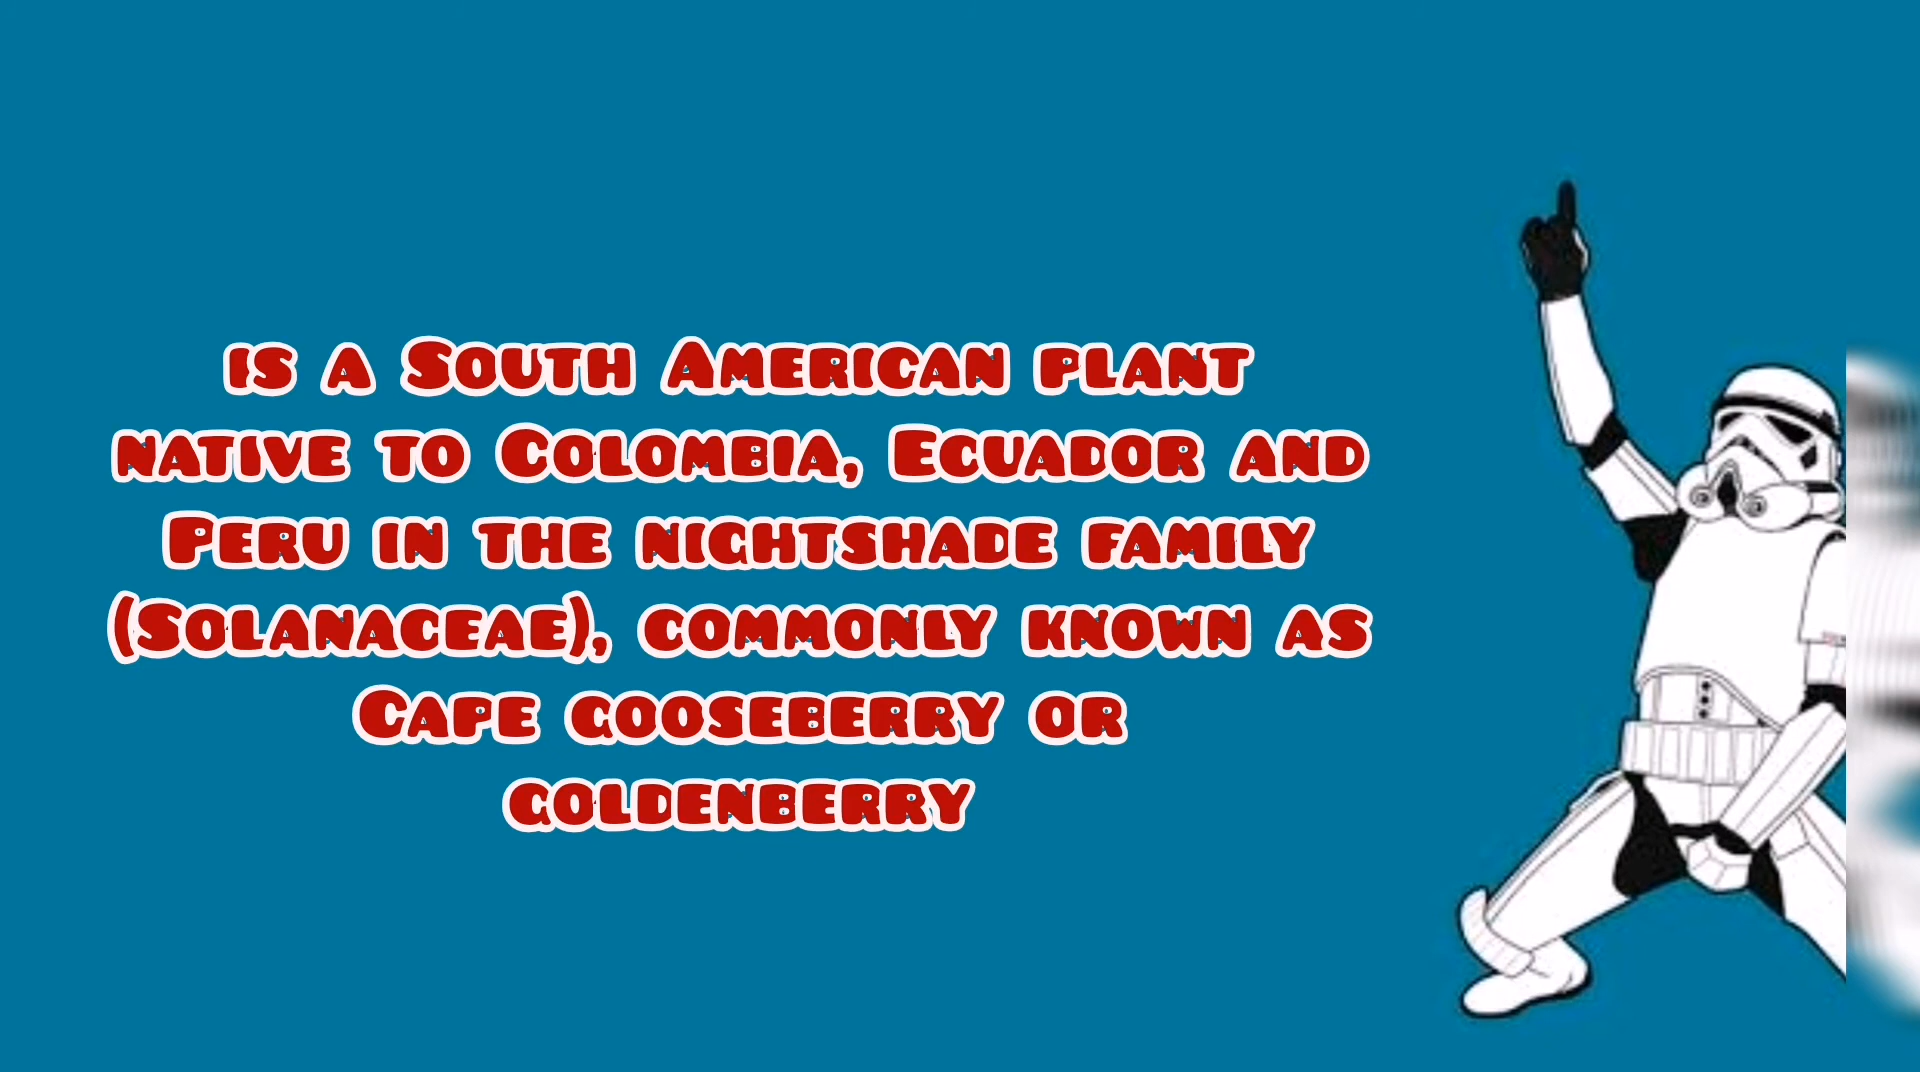 is a South American plant
native to Colombia, Ecuador and
Peru in the nightshade family
(Solanaceae), commonly known as
Cape gooseberry or
goldenberry